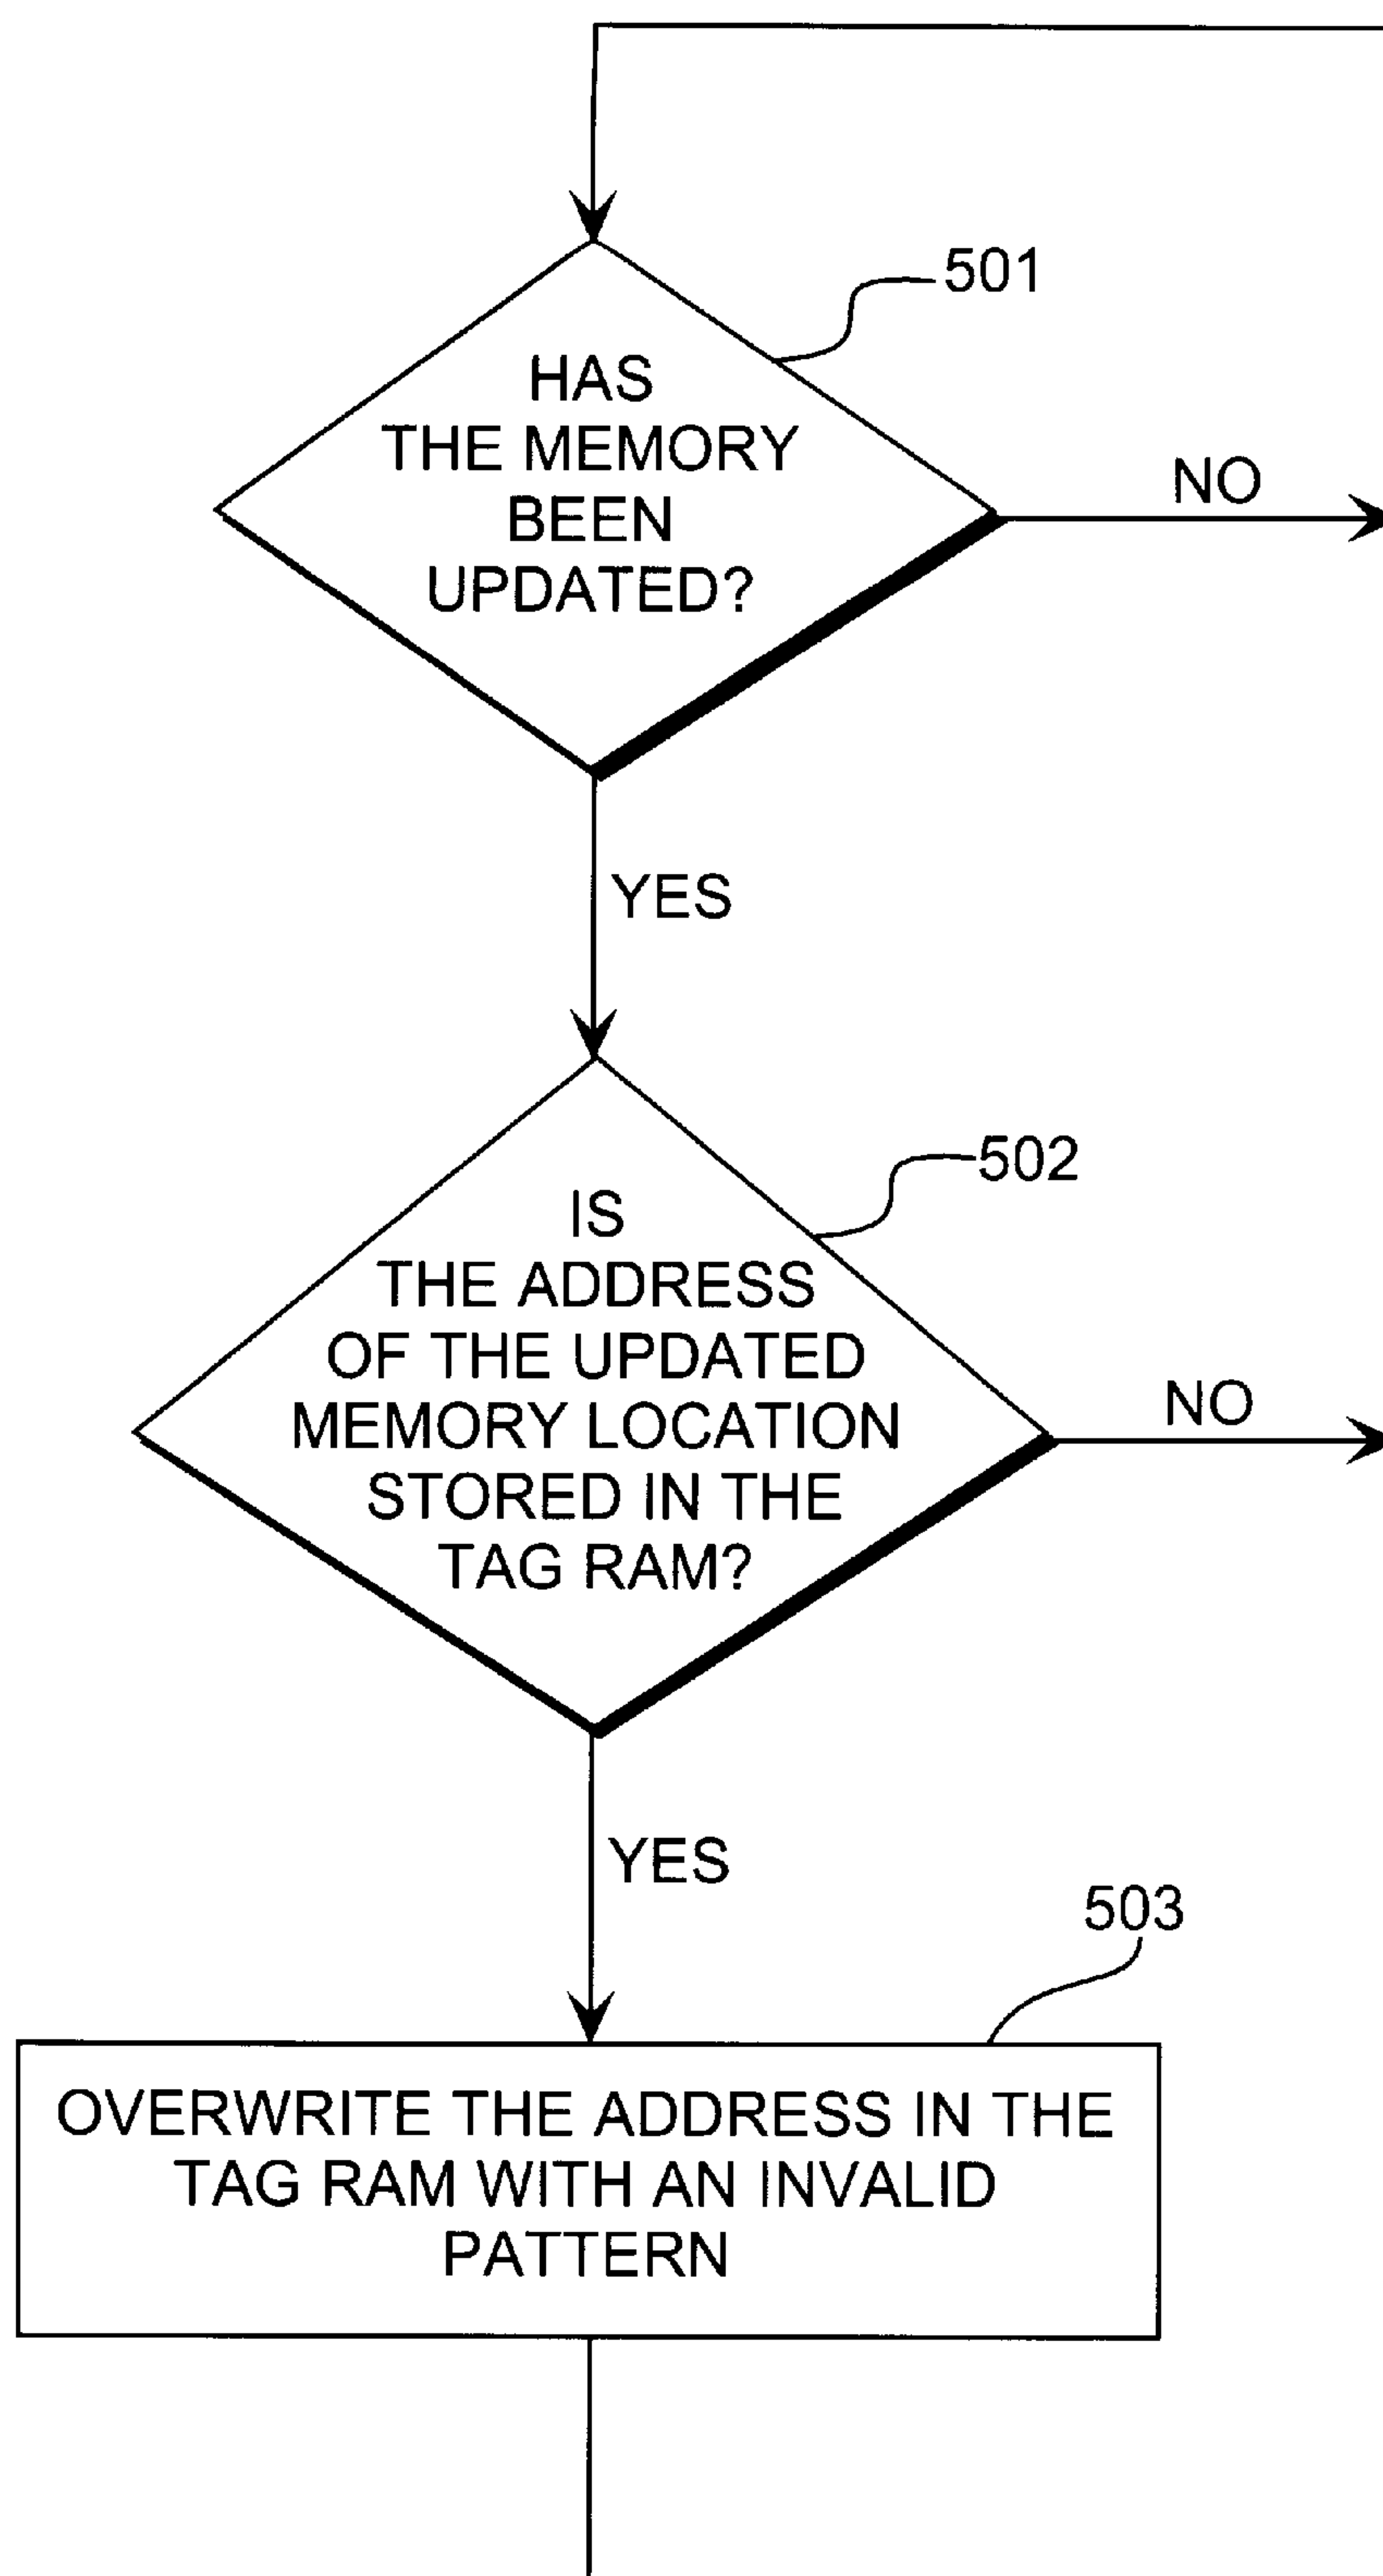 501
HAS
THE MEMORY
BEEN
UPDATED?
NO
YES
502
IS
THE ADDRESS
OF THE UPDATED
MEMORY LOCATION
STORED IN THE
TAG RAM?
NO
YES
503
OVERWRITE THE ADDRESS IN THE
TAG RAM WITH AN INVALID
PATTERN